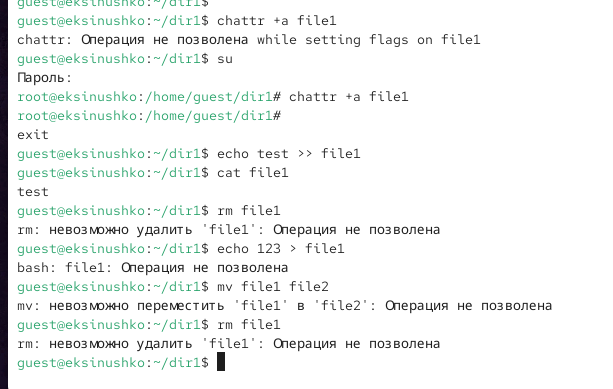 guest@eksinushko:~/dir1$
guest@eksinushko:~/dir1$ chattr +a file1
chattr: Операция не позволена while setting flags on file1
guest@eksinushko:~/dir1$ su
Пароль:
root@eksinushko:/home/guest/dir1# chattr +a file1
root@eksinushko:/home/guest/dir1#
exit
guest@eksinushko:~/dir1$ echo test >> file1
guest@eksinushko:~/dir1$ cat file1
test
guest@eksinushko:~/dir1$ rm file1
rm: невозможно удалить 'file1': Операция не позволена
guest@eksinushko:~/dir1$ echo 123 > file1
bash: file1: Операция не позволена
guest@eksinushko:~/dir1$ mv file1 file2
mv: невозможно переместить 'file1' в 'file2': Операция не позволена
guest@eksinushko:~/dir1$ rm file1
rm: невозможно удалить 'file1': Операция не позволена
guest@eksinushko:~/dir1$